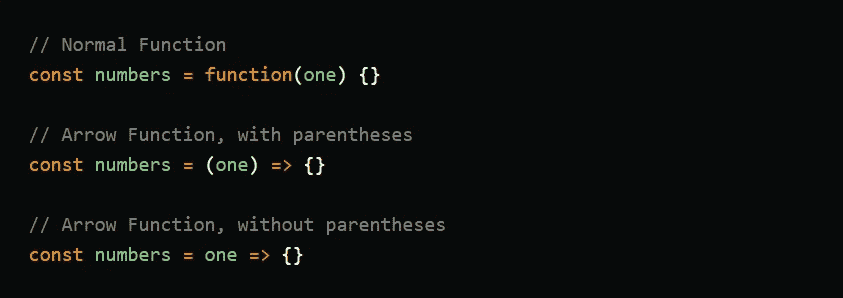 // Normal Function
const numbers = function(one) {}
// Arrow Function, with parentheses
const numbers = (one) => {}
// Arrow Function, without parentheses
const numbers = one => {}